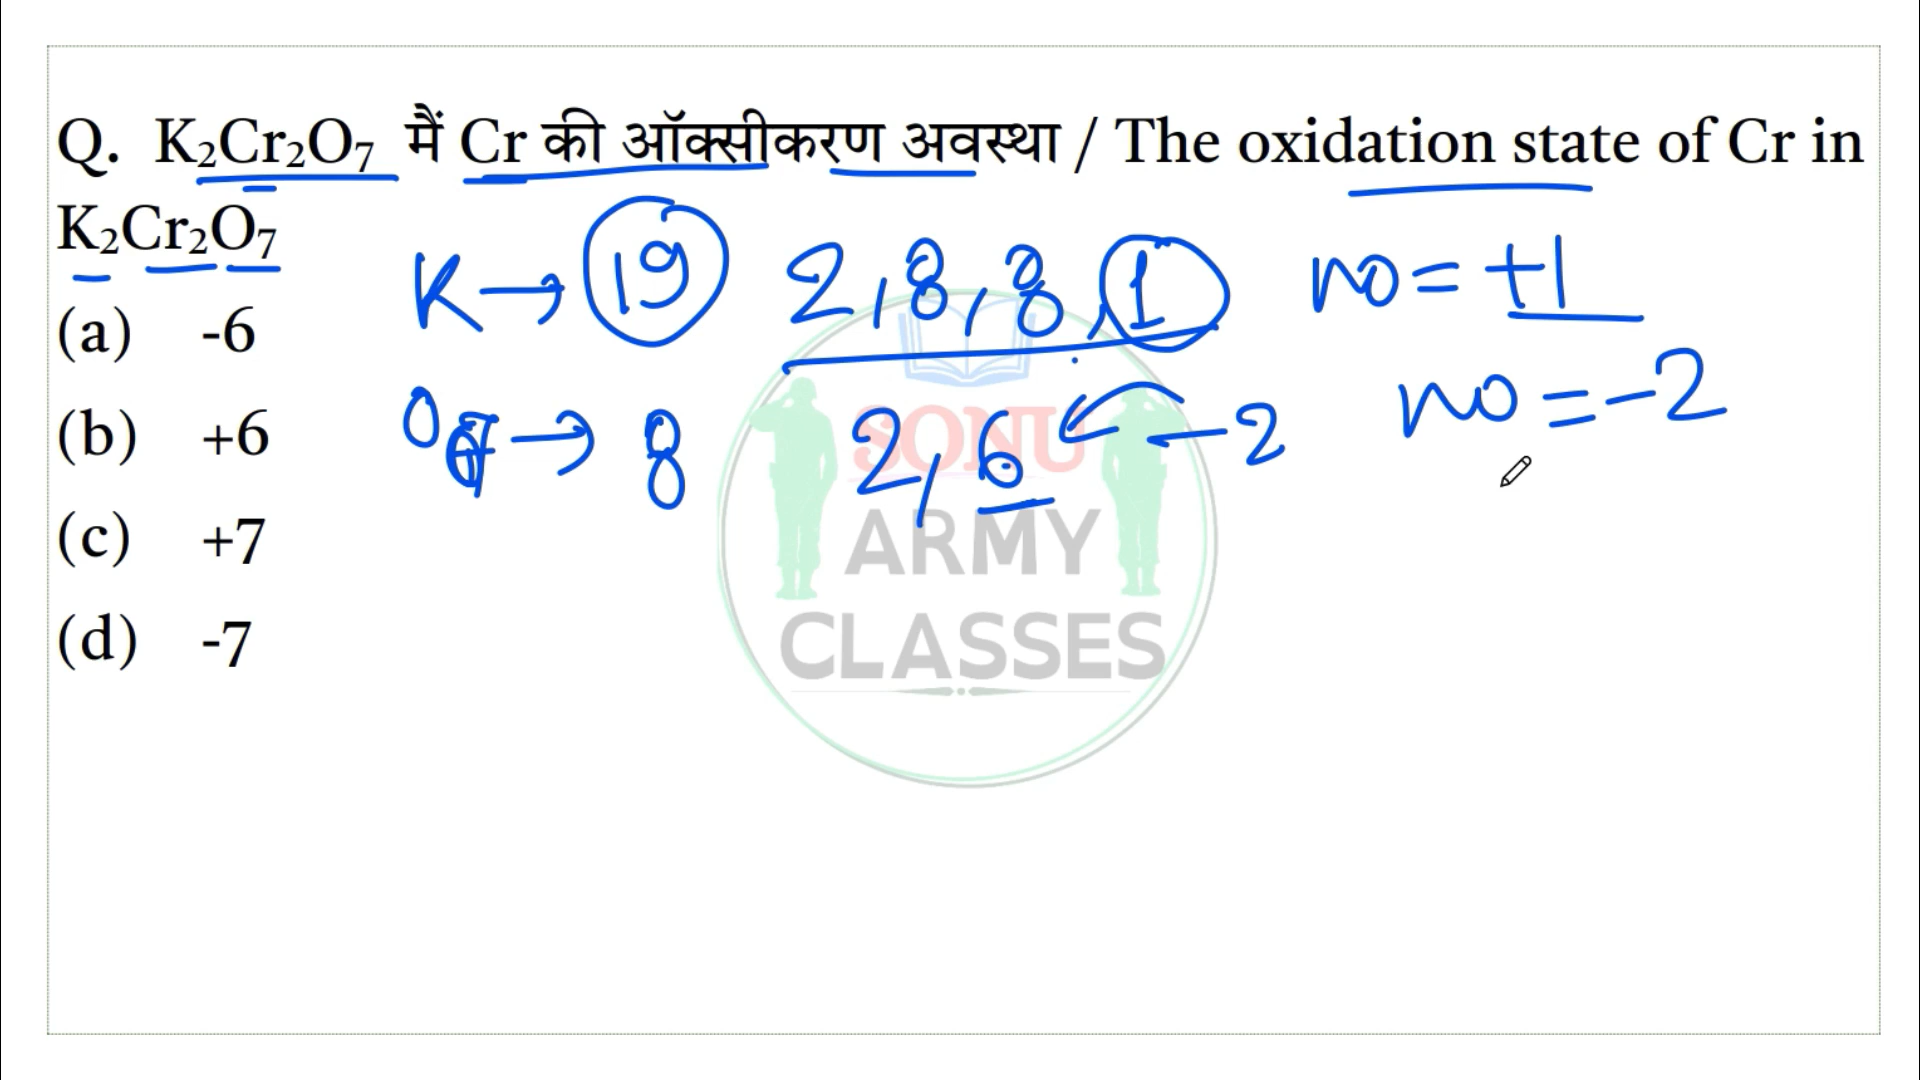 Q. K₂Cr₂O₇ मैं Cr की ऑक्सीकरण अवस्था / The oxidation state of Cr in
K₂Cr₂O₇
K → 19 2,8,8,1 no = +1
(a) -6
O → 8 2,6 ← -2 no = -2
(b) +6
(c) +7
(d) -7
SONU
ARMY
CLASSES